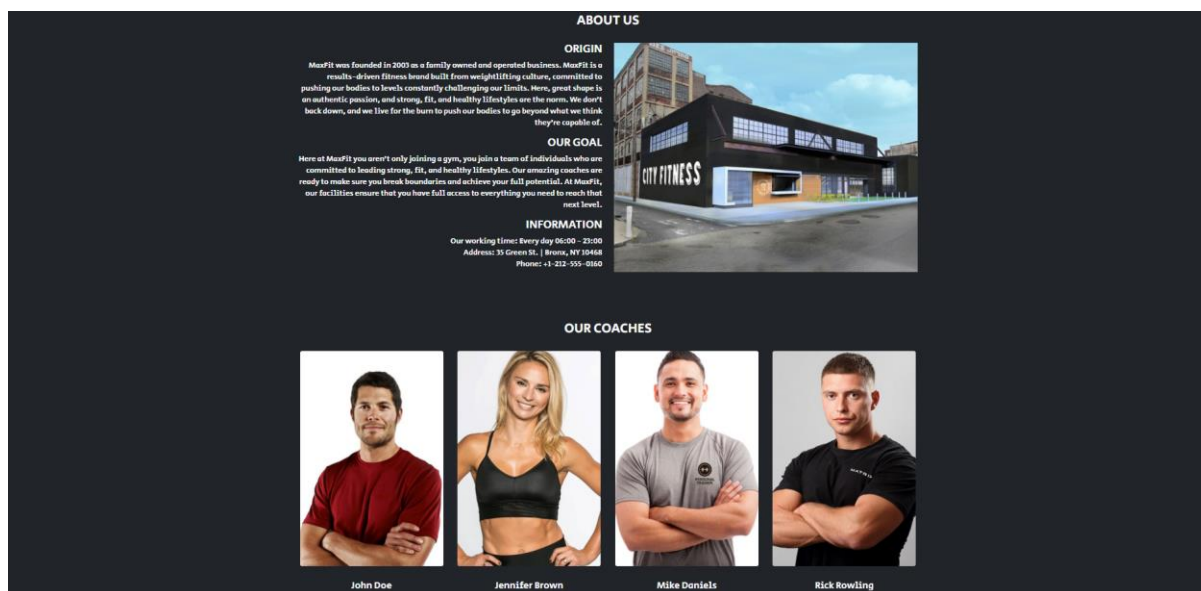 ABOUT US
ORIGIN
MaxFit was founded in 2003 as a family owned and operated business. MaxFit is a
results-driven fitness brand built from weightlifting culture, committed to
pushing our bodies to levels constantly challenging our limits. Here, great shape is
an authentic passion, and strong, fit, and healthy lifestyles are the norm. We don't
back down, and we live for the burn to push our bodies to go beyond what we think
they're capable of.
OUR GOAL
Here at MaxFit you aren't only joining a gym, you join a team of individuals who are
committed to leading strong, fit, and healthy lifestyles. Our amazing coaches are
ready to make sure you break boundaries and achieve your full potential. At MaxFit,
our facilities ensure that you have full access to everything you need to reach that
next level.
INFORMATION
Our working time: Every day 06:00 - 23:00
Address: 35 Green St. | Bronx, NY 10468
Phone: +1-212-555-0160
CITY FITNESS
OUR COACHES
MAXFIT
John Doe
Jennifer Brown
Mike Daniels
Rick Rowling